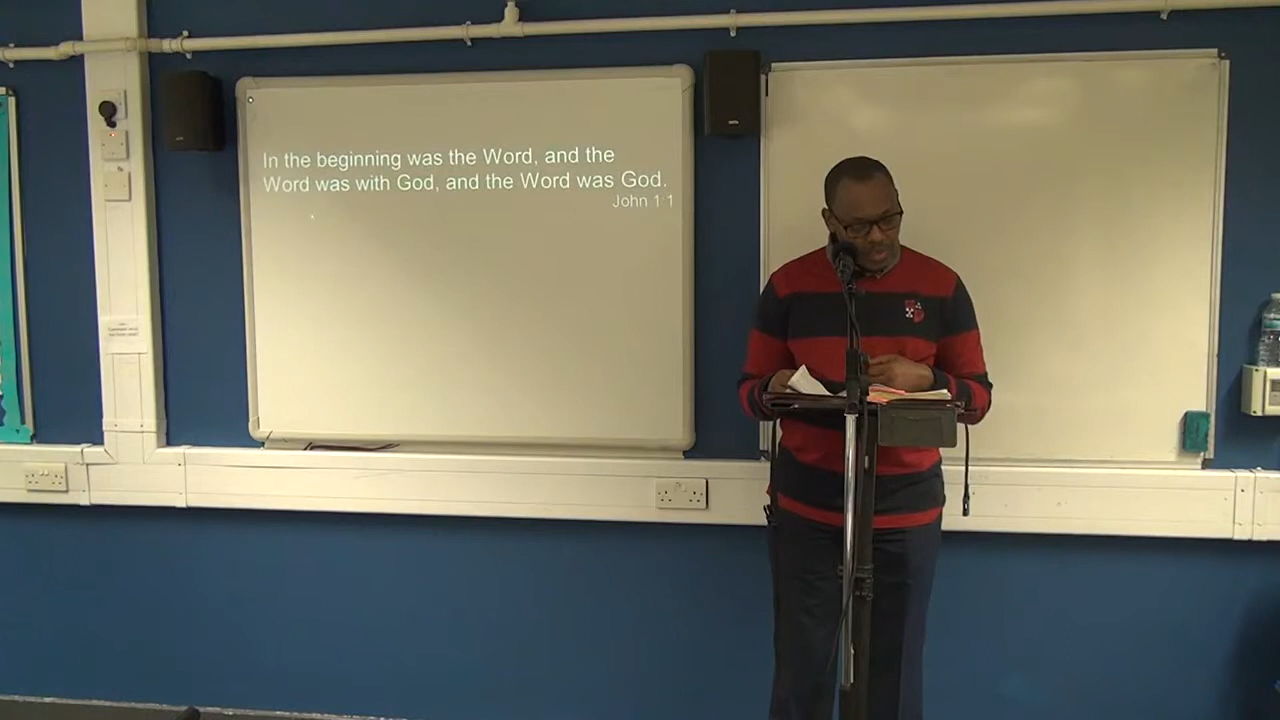 In the beginning was the Word, and the
Word was with God, and the Word was God.
John 1:1